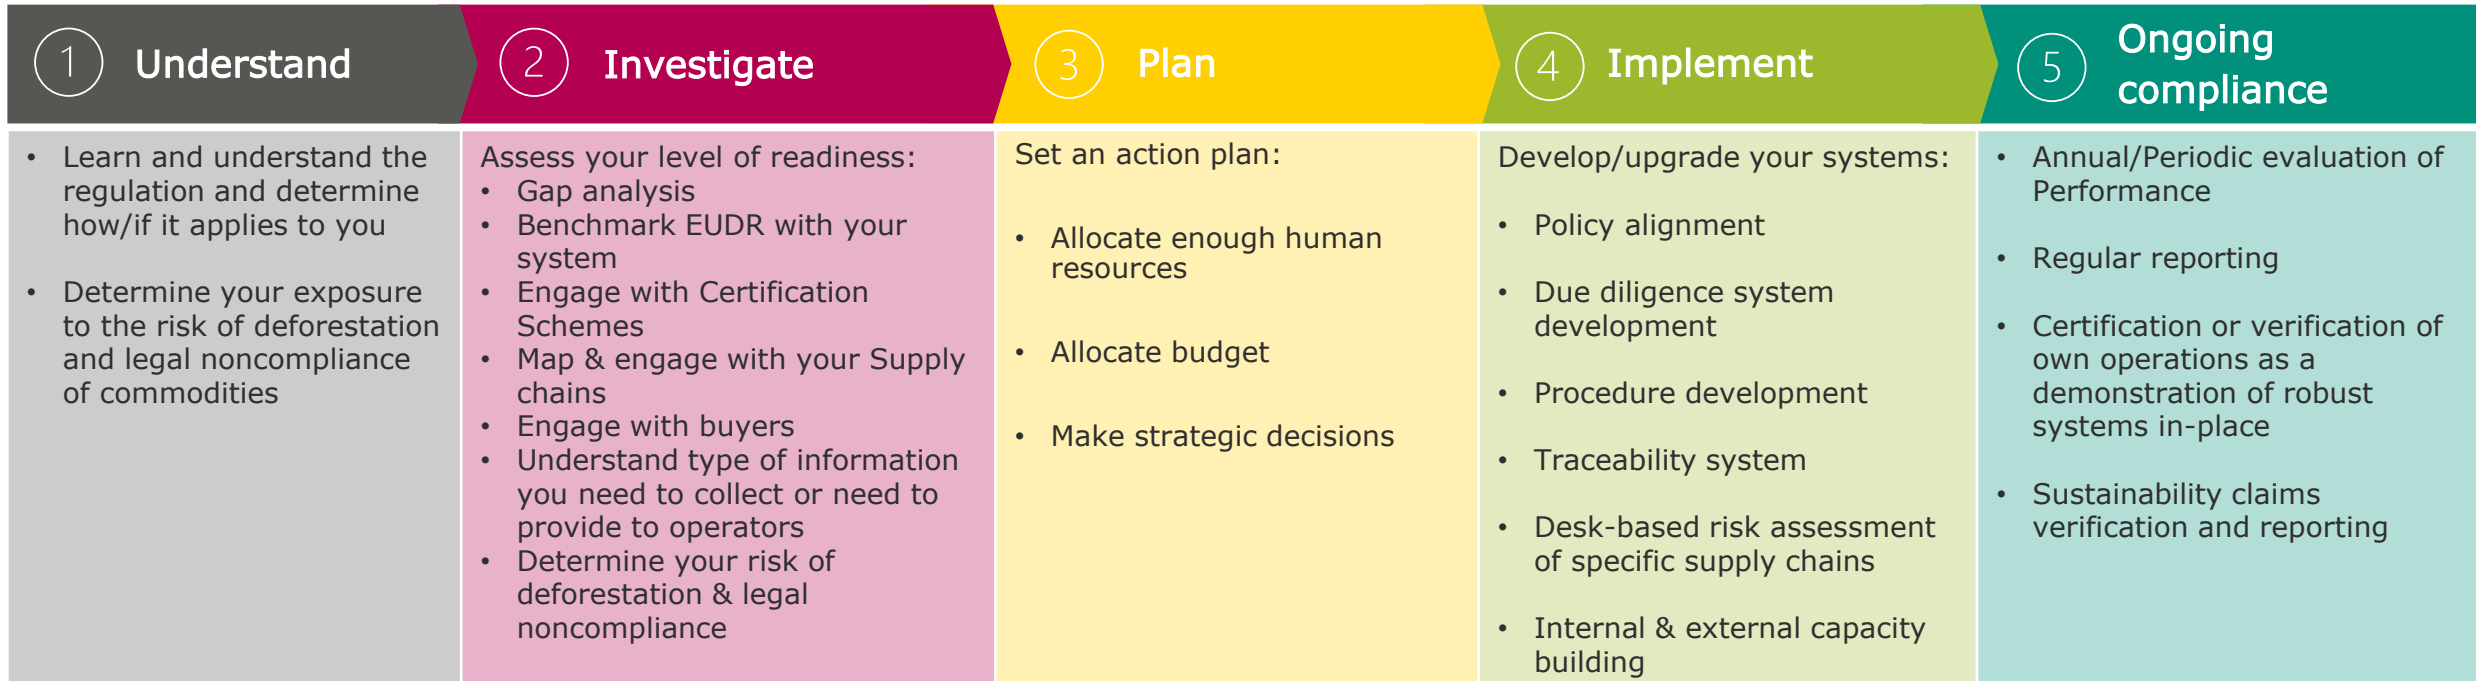 1 Understand
• Learn and understand the
regulation and determine
how/if it applies to you
• Determine your exposure
to the risk of deforestation
and legal noncompliance
of commodities
2 Investigate
Assess your level of readiness:
• Gap analysis
• Benchmark EUDR with your
system
• Engage with Certification
Schemes
• Map & engage with your Supply
chains
• Engage with buyers
• Understand type of information
you need to collect or need to
provide to operators
• Determine your risk of
deforestation & legal
noncompliance
3 Plan
Set an action plan:
• Allocate enough human
resources
• Allocate budget
• Make strategic decisions
4 Implement
Develop/upgrade your systems:
• Policy alignment
• Due diligence system
development
• Procedure development
• Traceability system
• Desk-based risk assessment
of specific supply chains
• Internal & external capacity
building
5 Ongoing
compliance
• Annual/Periodic evaluation of
Performance
• Regular reporting
• Certification or verification of
own operations as a
demonstration of robust
systems in-place
• Sustainability claims
verification and reporting